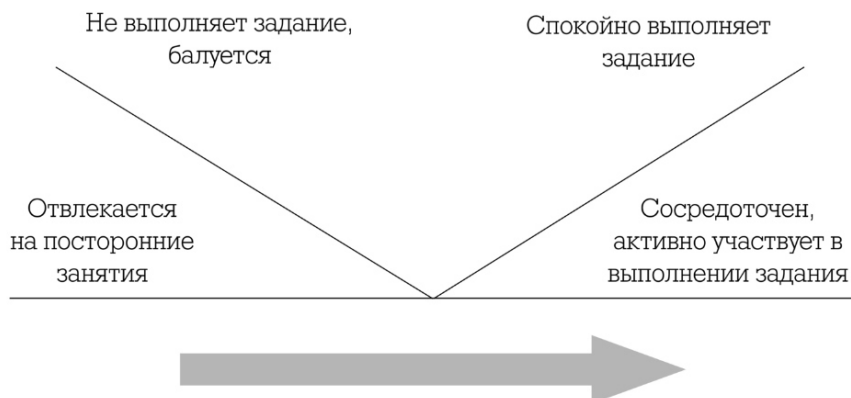 Не выполняет задание,
балуется
Спокойно выполняет
задание
Отвлекается
на посторонние
занятия
Сосредоточен,
активно участвует в
выполнении задания